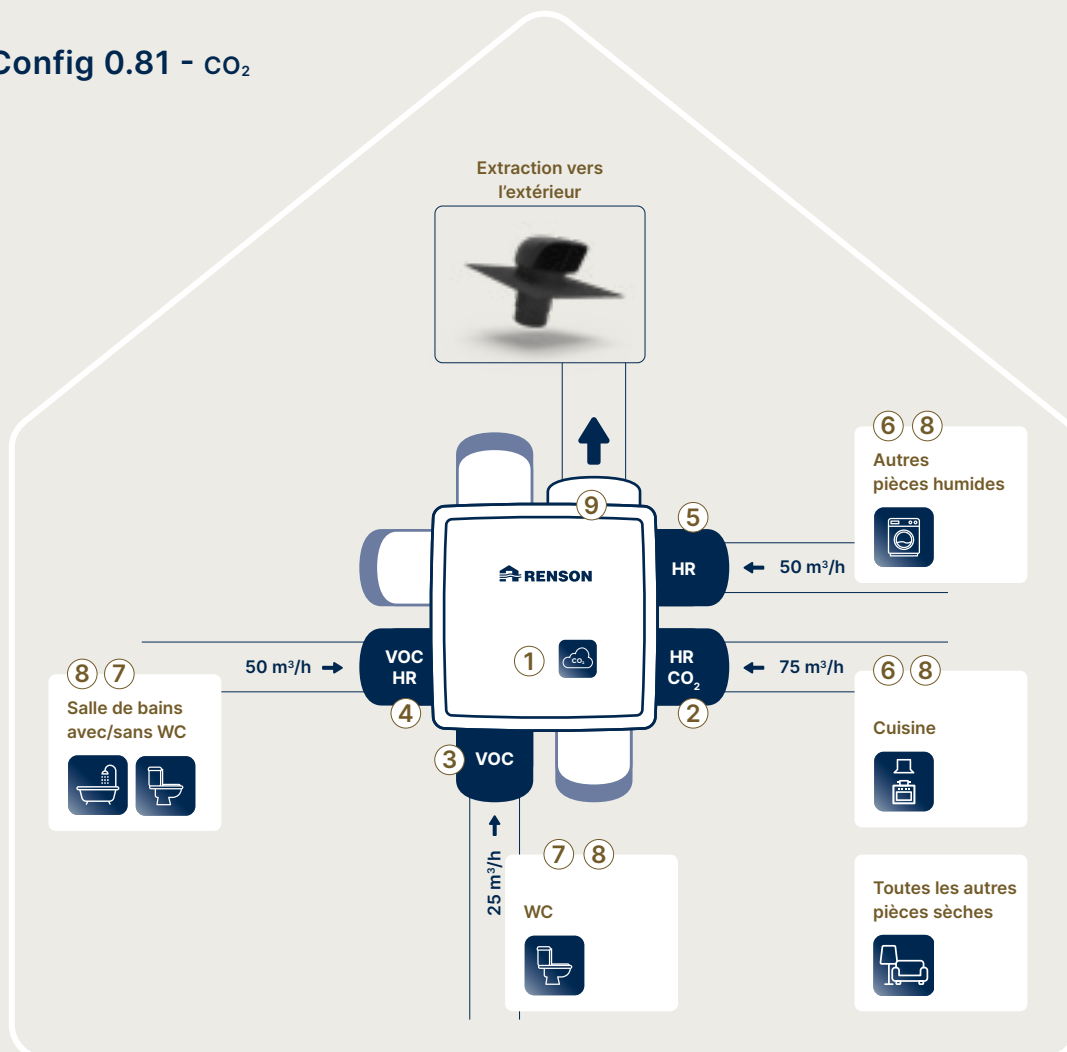 Config 0.81 - CO₂
Extraction vers
l'extérieur
6 8
Autres
pièces humides
9
5
RENSON
HR
50 m³/h
1
CO₂
VOC
HR
50 m³/h
HR
CO₂
75 m³/h
4
2
8 7
Salle de bains
avec/sans WC
6 8
Cuisine
3
VOC
25 m³/h
7 8
WC
Toutes les autres
pièces sèches